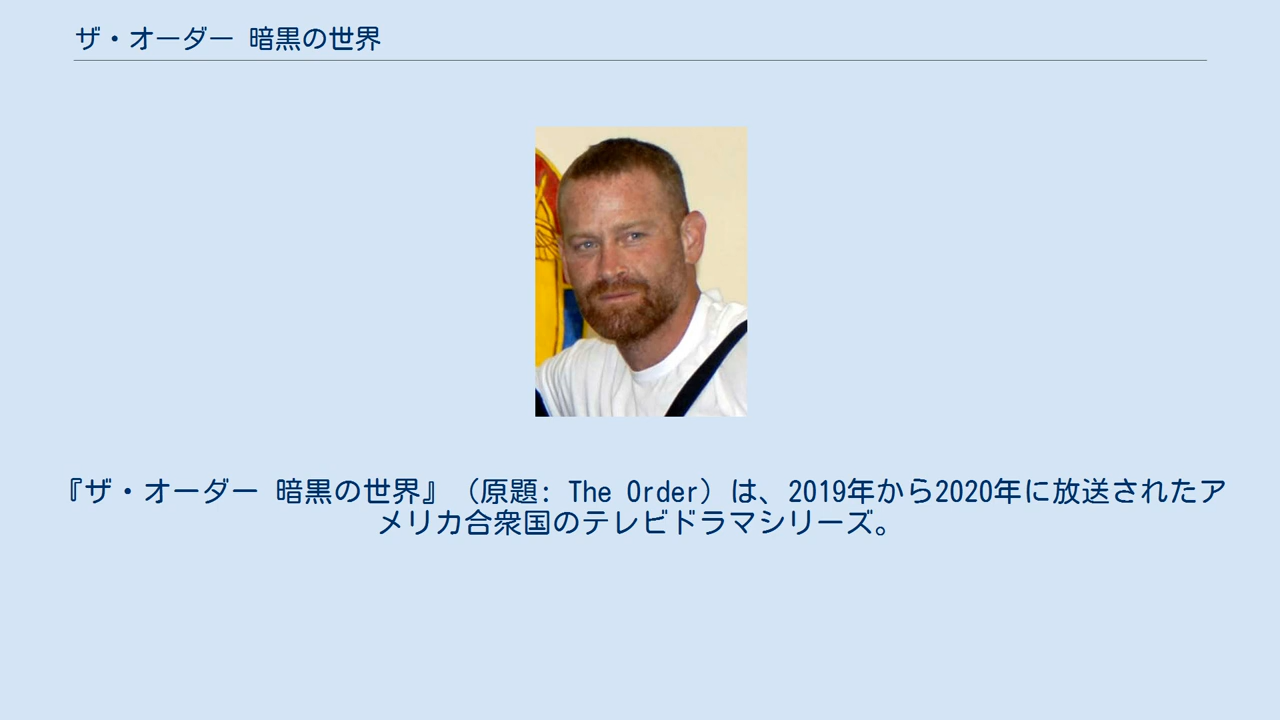 ザ・オーダー 暗黒の世界
『ザ・オーダー 暗黒の世界』（原題: The Order）は、2019年から2020年に放送されたア
メリカ合衆国のテレビドラマシリーズ。